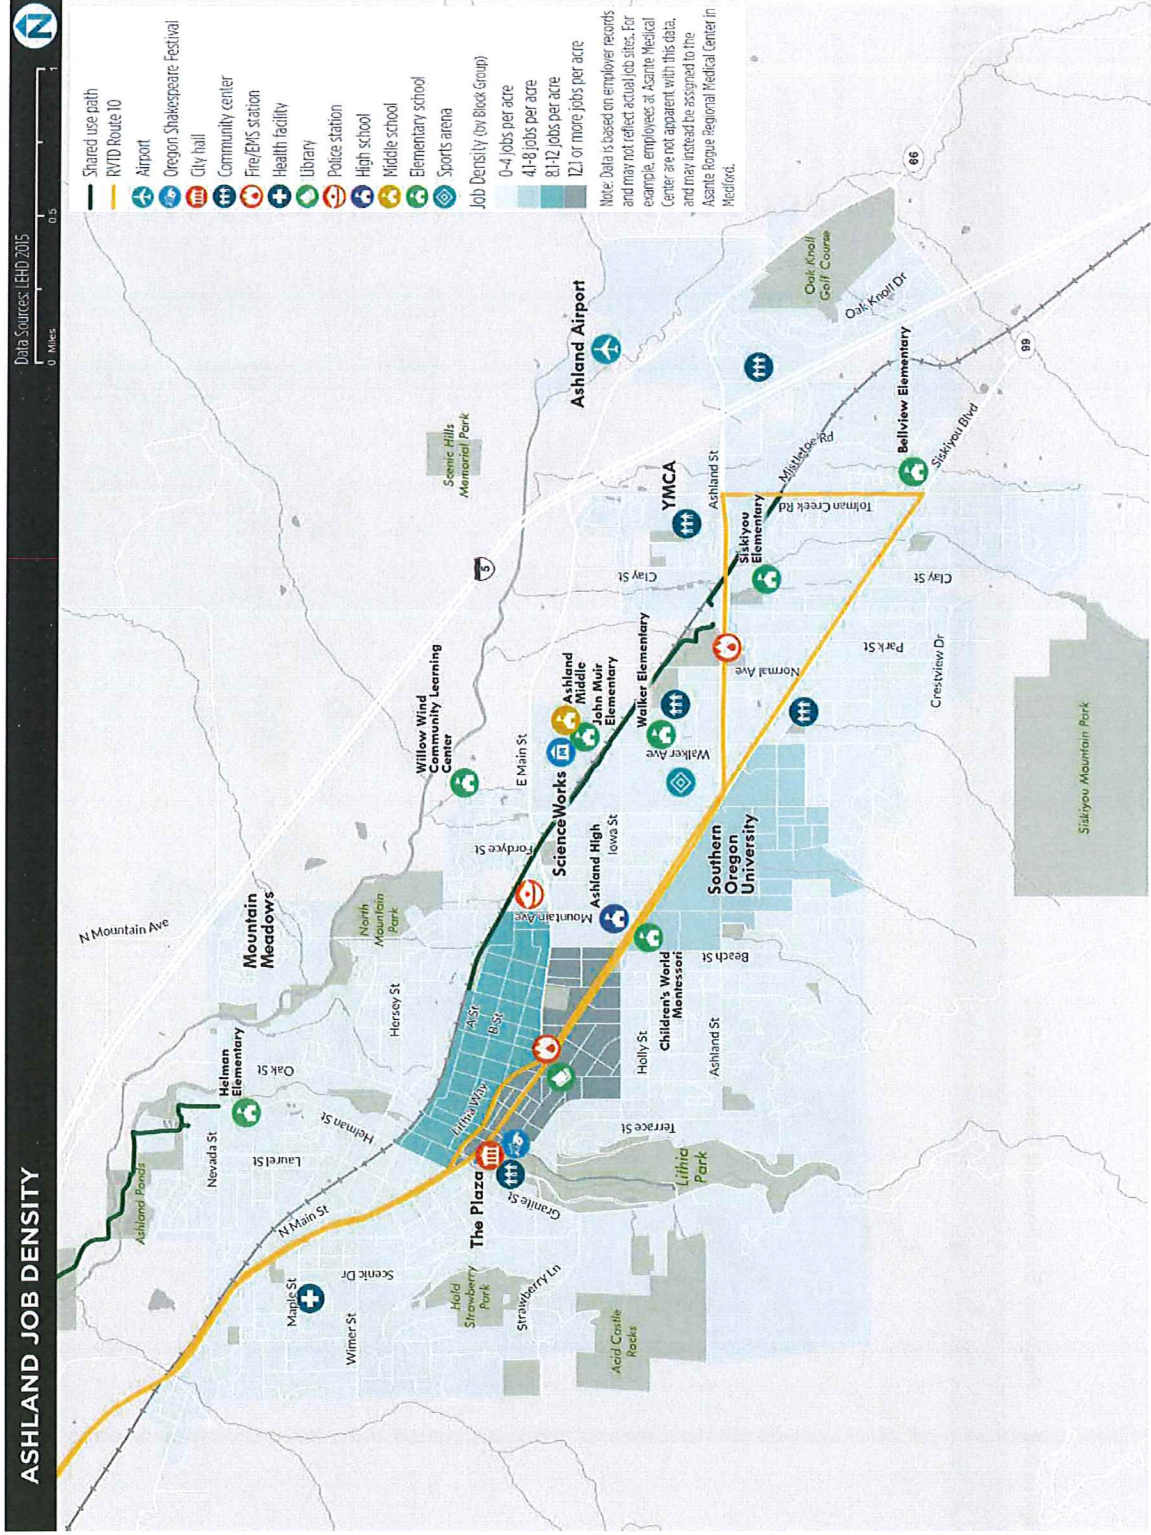 ASHLAND JOB DENSITY
Data Sources: LEHD 2015
0 Miles
0.5
1
N
Shared use path
RVTD Route 10
Airport
Oregon Shakespeare Festival
City hall
Community center
Fire/EMS station
Health facility
Library
Police station
High school
Middle school
Elementary school
Sports arena
Job Density (by Block Group)
0-4 jobs per acre
4.1-8 jobs per acre
8.1-12 jobs per acre
12.1 or more jobs per acre
Note: Data is based on employer records
and may not reflect actual job sites. For
example, employees at Asante Medical
Center are not apparent with this data,
and may instead be assigned to the
Asante Rogue Regional Medical Center in
Medford.
Ashland Ponds
Nevada St
Helman
Elementary
Laurel St
Oak St
Helman St
N Main St
Maple St
Scenic Dr
Wimer St
N Mountain Ave
Mountain
Meadows
North
Mountain
Park
Hersey St
Willow Wind
Community Learning
Center
5
Scenic Hills
Memorial Park
Hald
Strawberry
Park
Strawberry Ln
The Plaza
Granite St
Lithia Way
A St
B St
Fordyce St
E Main St
Mountain Ave
ScienceWorks
Ashland
Middle
John Muir
Elementary
Ashland Airport
Acid Castle
Rocks
Lithia
Park
Terrace St
Holly St
Ashland St
Beach St
Children's World
Montessori
Ashland High
Iowa St
Walker Elementary
Walker Ave
Southern
Oregon
University
Normal Ave
Clay St
YMCA
Ashland St
Siskiyou
Elementary
Tolman Creek Rd
Mistletoe Rd
Oak Knoll
Golf Course
Oak Knoll Dr
66
Bellview Elementary
Siskiyou Blvd
99
Park St
Clay St
Crestview Dr
Siskiyou Mountain Park